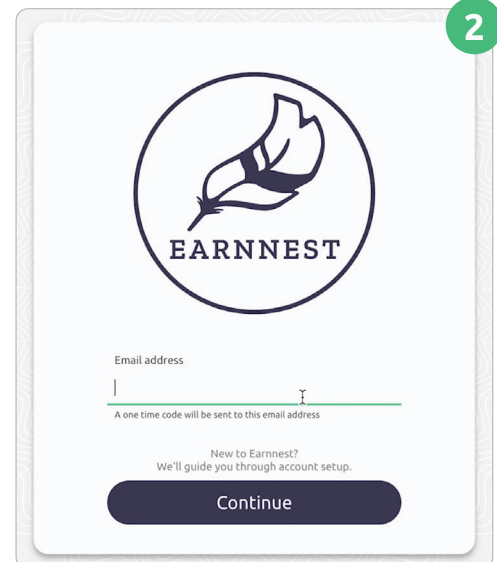 2
EARNNEST
Email address
A one time code will be sent to this email address
New to Earnnest?
We'll guide you through account setup.
Continue